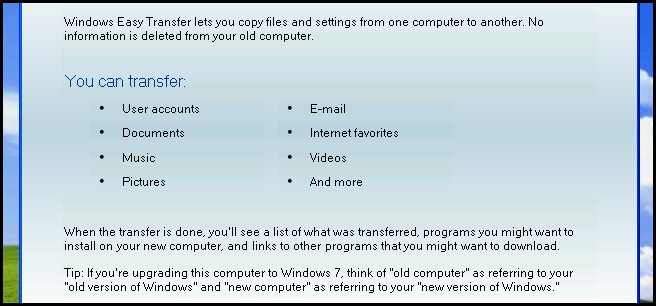 Windows Easy Transfer lets you copy files and settings from one computer to another. No
information is deleted from your old computer.
You can transfer:
• User accounts
• Documents
• Music
• Pictures
• E-mail
• Internet favorites
• Videos
• And more
When the transfer is done, you'll see a list of what was transferred, programs you might want to
install on your new computer, and links to other programs that you might want to download.
Tip: If you're upgrading this computer to Windows 7, think of "old computer" as referring to your
"old version of Windows" and "new computer" as referring to your "new version of Windows."